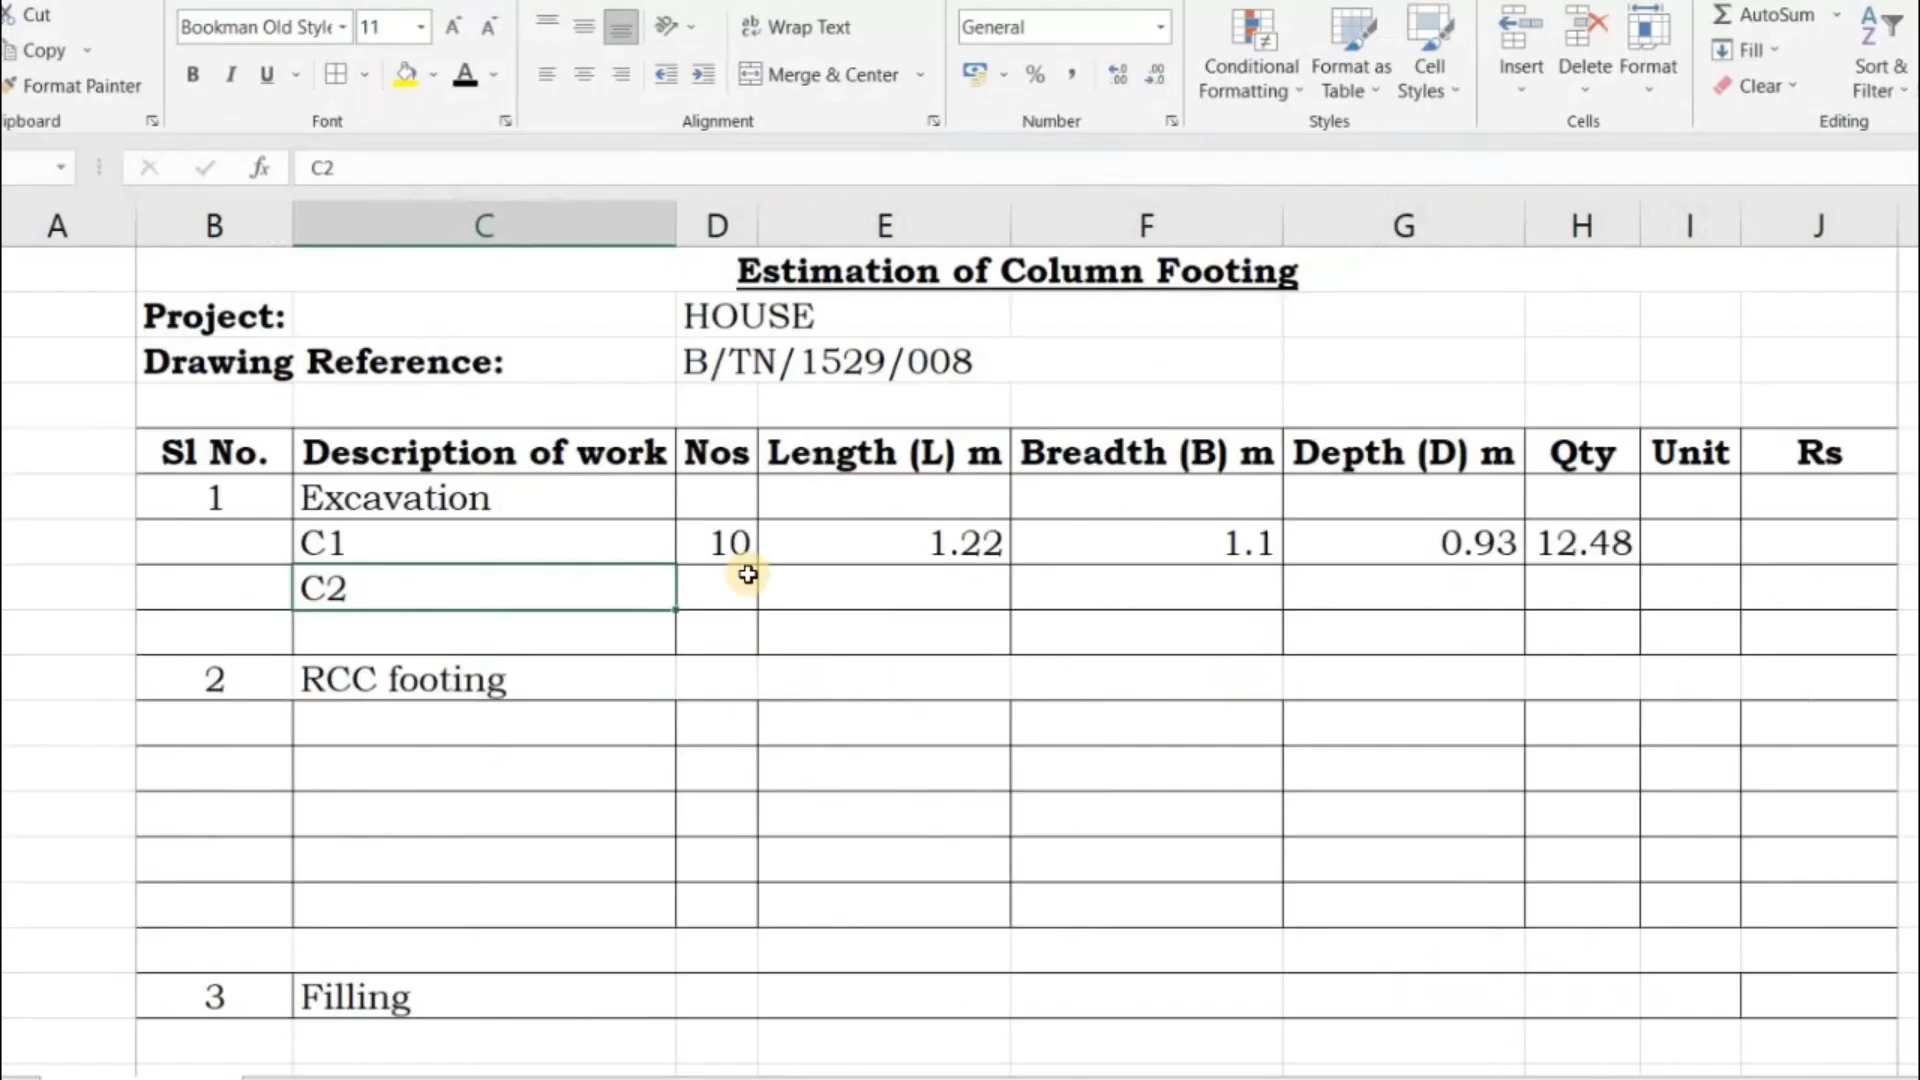 Cut
Bookman Old Style 11
Wrap Text
General
AutoSum
Copy
Fill
Format Painter
B I U A
Merge & Center
%
Conditional Formatting
Format as Table
Cell Styles
Insert
Delete
Format
Clear
Sort & Filter
Font
Alignment
Number
Styles
Cells
Editing
fx C2
A B C D E F G H I J
Estimation of Column Footing
Project: HOUSE
Drawing Reference: B/TN/1529/008
Sl No. Description of work Nos Length (L) m Breadth (B) m Depth (D) m Qty Unit Rs
1 Excavation
C1 10 1.22 1.1 0.93 12.48
C2
2 RCC footing
3 Filling